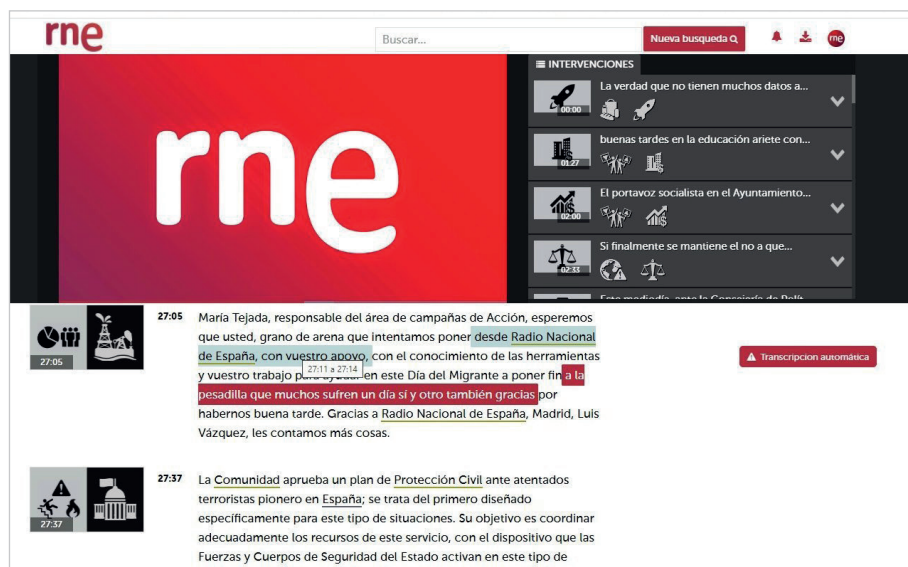 rne
Buscar...
Nueva busqueda
rne
rne
INTERVENCIONES
00:00
La verdad que no tienen muchos datos a...
01:27
buenas tardes en la educación ariete con...
02:00
El portavoz socialista en el Ayuntamiento...
02:33
Si finalmente se mantiene el no a que...
Este mediodía, ante la Consejería de Polít
27:05
27:05
María Tejada, responsable del área de campañas de Acción, esperemos
que usted, grano de arena que intentamos poner desde Radio Nacional
de España, con vuestro apoyo, con el conocimiento de las herramientas
y vuestro trabajo para ayudar en este Día del Migrante a poner fin a la
27:11 a 27:14
pesadilla que muchos sufren un día sí y otro también gracias por
habernos buena tarde. Gracias a Radio Nacional de España, Madrid, Luis
Vázquez, les contamos más cosas.
Transcripcion automática
27:37
27:37
La Comunidad aprueba un plan de Protección Civil ante atentados
terroristas pionero en España; se trata del primero diseñado
específicamente para este tipo de situaciones. Su objetivo es coordinar
adecuadamente los recursos de este servicio, con el dispositivo que las
Fuerzas y Cuerpos de Seguridad del Estado activan en este tipo de